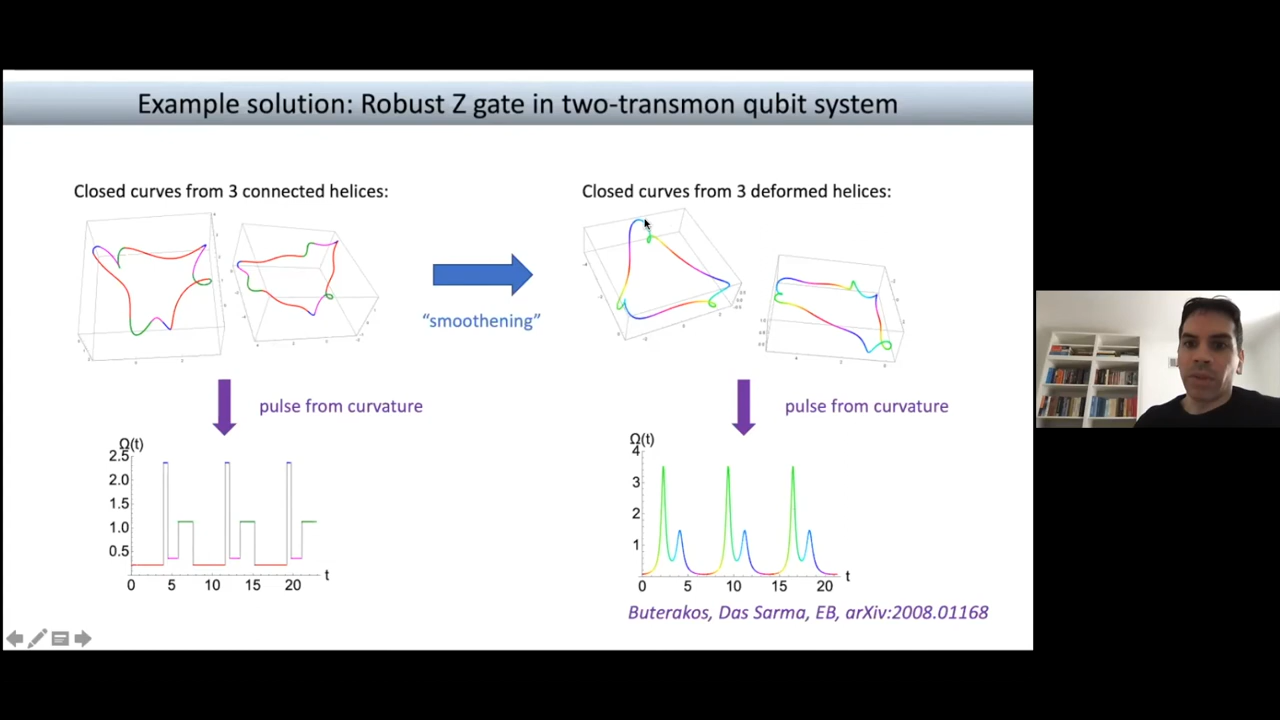 Example solution: Robust Z gate in two-transmon qubit system
Closed curves from 3 connected helices:
Closed curves from 3 deformed helices:
“smoothening”
pulse from curvature
pulse from curvature
Ω(t)
2.5
2.0
1.5
1.0
0.5
0 5 10 15 20 t
Ω(t)
4
3
2
1
0 5 10 15 20 t
Buterakos, Das Sarma, EB, arXiv:2008.01168